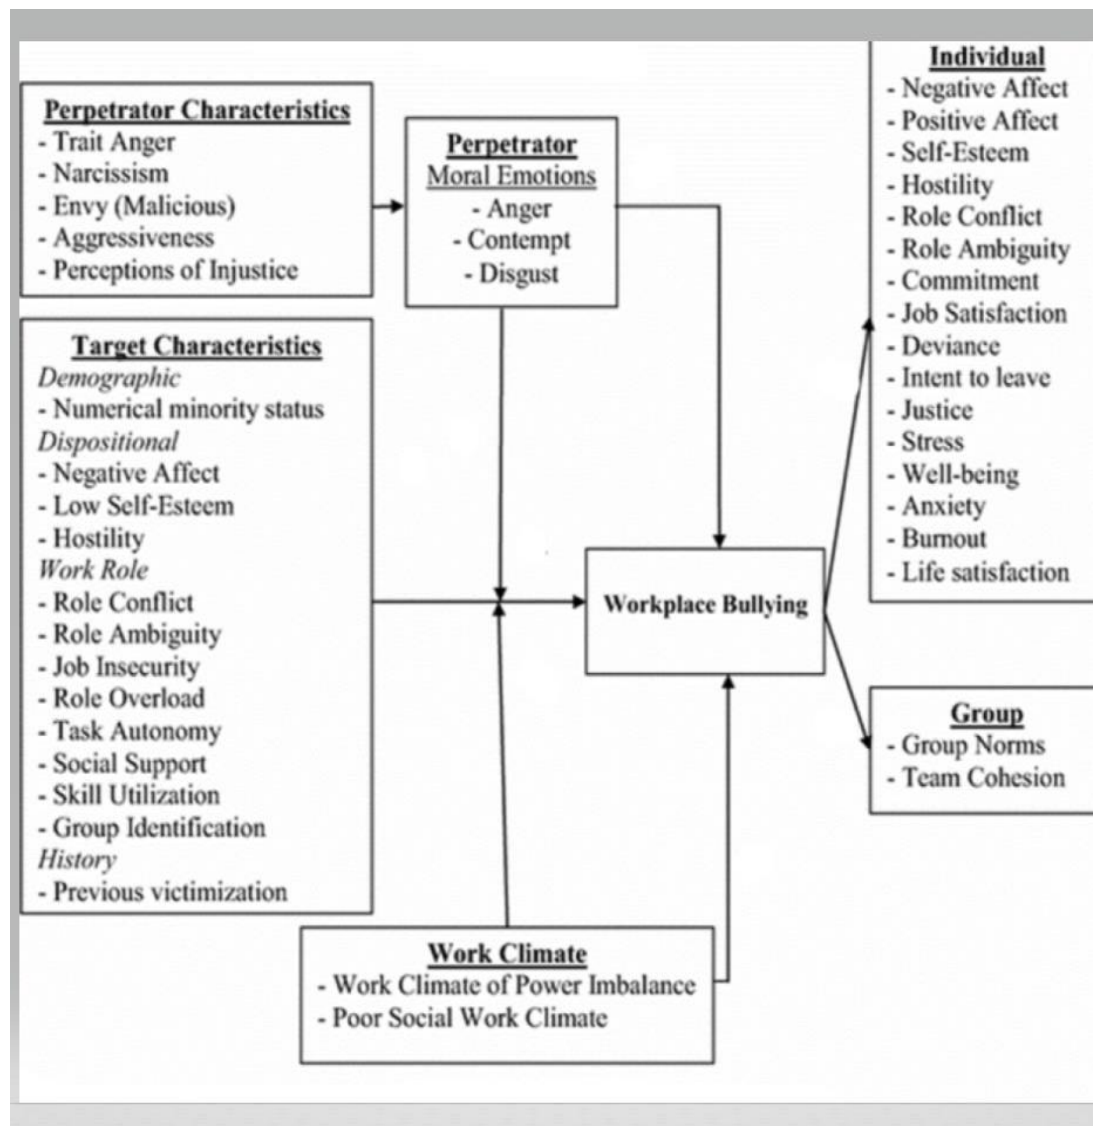 Perpetrator Characteristics
- Trait Anger
- Narcissism
- Envy (Malicious)
- Aggressiveness
- Perceptions of Injustice
Perpetrator
Moral Emotions
- Anger
- Contempt
- Disgust
Target Characteristics
Demographic
- Numerical minority status
Dispositional
- Negative Affect
- Low Self-Esteem
- Hostility
Work Role
- Role Conflict
- Role Ambiguity
- Job Insecurity
- Role Overload
- Task Autonomy
- Social Support
- Skill Utilization
- Group Identification
History
- Previous victimization
Work Climate
- Work Climate of Power Imbalance
- Poor Social Work Climate
Workplace Bullying
Individual
- Negative Affect
- Positive Affect
- Self-Esteem
- Hostility
- Role Conflict
- Role Ambiguity
- Commitment
- Job Satisfaction
- Deviance
- Intent to leave
- Justice
- Stress
- Well-being
- Anxiety
- Burnout
- Life satisfaction
Group
- Group Norms
- Team Cohesion